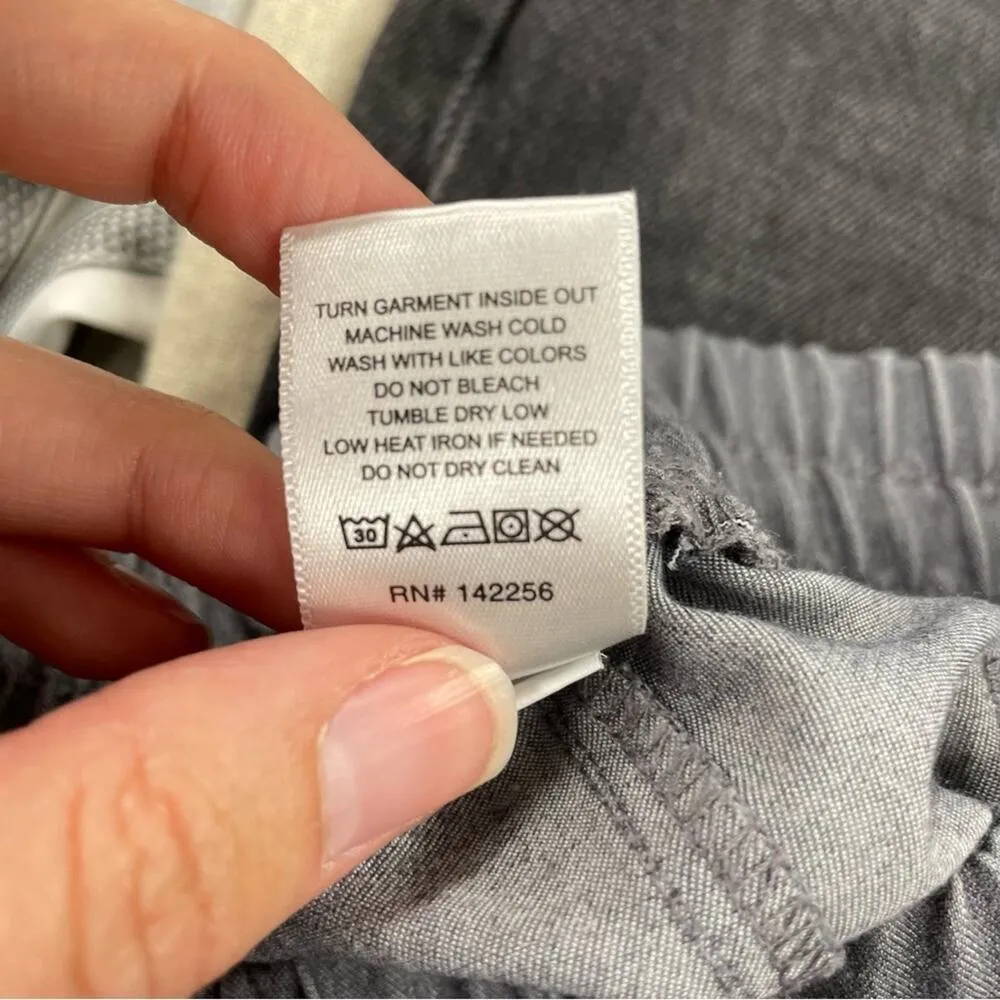 TURN GARMENT INSIDE OUT
MACHINE WASH COLD
WASH WITH LIKE COLORS
DO NOT BLEACH
TUMBLE DRY LOW
LOW HEAT IRON IF NEEDED
DO NOT DRY CLEAN
30
RN# 142256